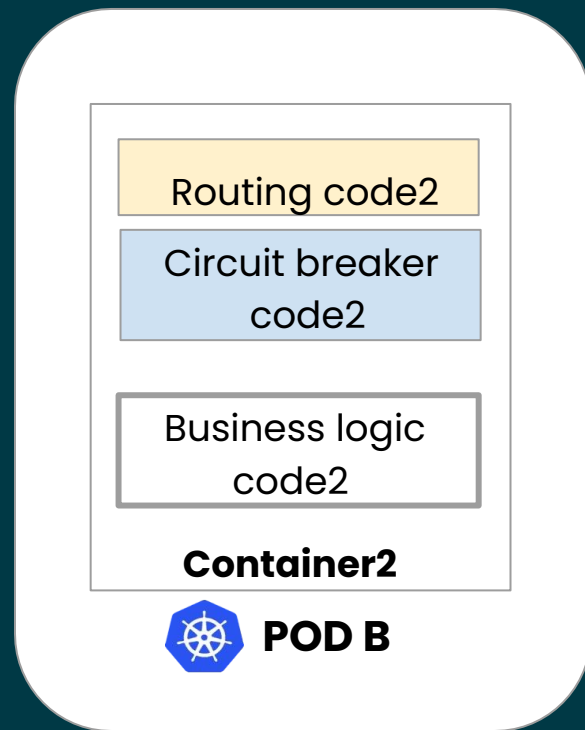 Routing code2
Circuit breaker
code2
Business logic
code2
Container2
POD B